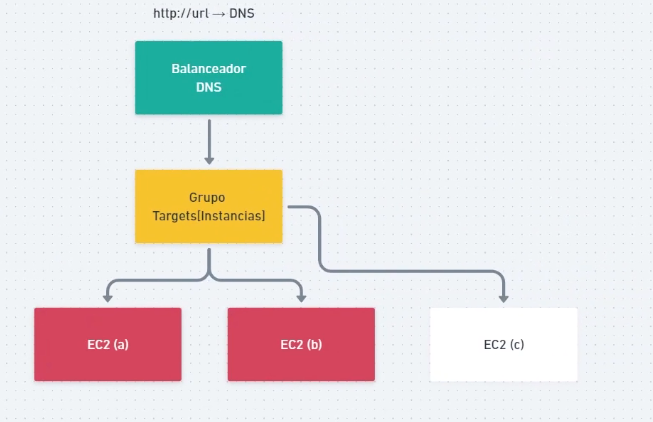 http://url → DNS
Balanceador
DNS
Grupo
Targets[Instancias]
EC2 (a)
EC2 (b)
EC2 (c)